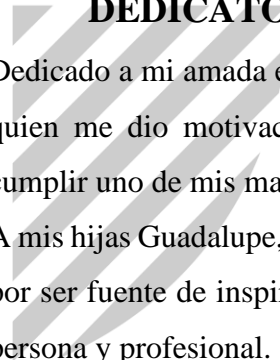 DEDICATO
Dedicado a mi amada e
quien me dio motivac
cumplir uno de mis ma
A mis hijas Guadalupe,
por ser fuente de inspi
persona y profesional.